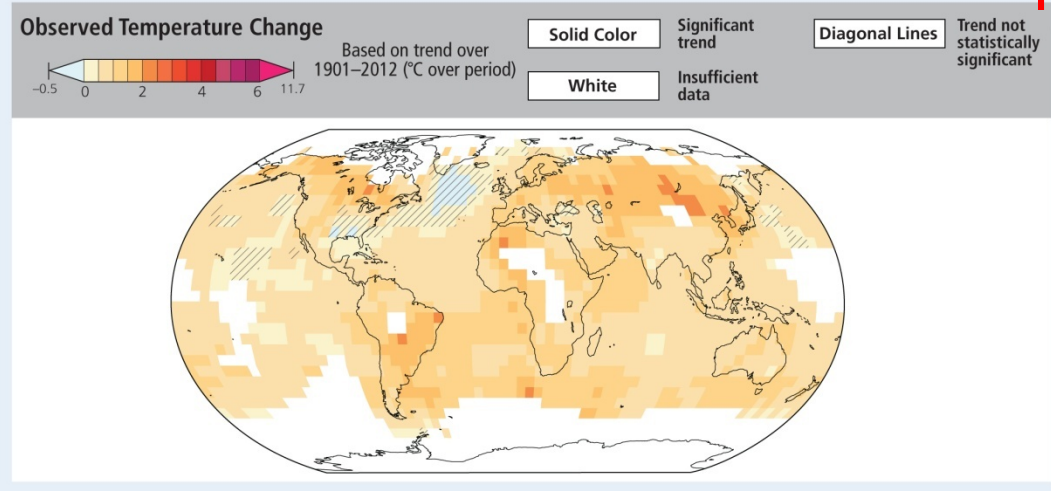 Observed Temperature Change
Based on trend over
1901–2012 (°C over period)
−0.5 0 2 4 6 11.7
Solid Color
Significant
trend
White
Insufficient
data
Diagonal Lines
Trend not
statistically
significant